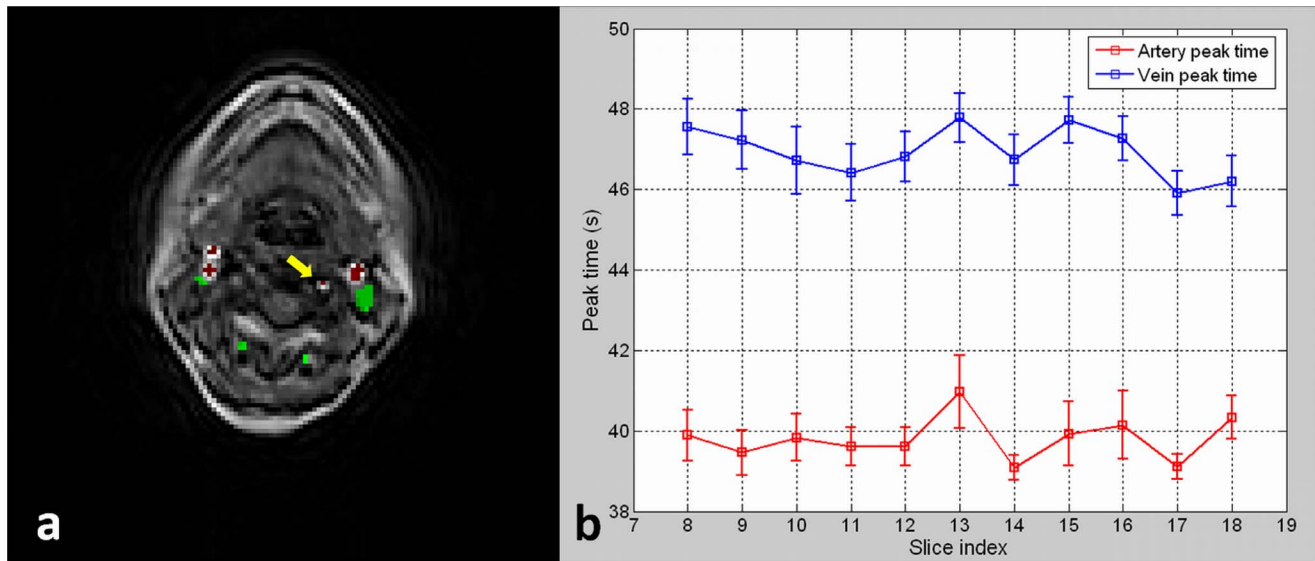 a
b
Artery peak time
Vein peak time
Peak time (s)
50
48
46
44
42
40
38
7 8 9 10 11 12 13 14 15 16 17 18 19
Slice index